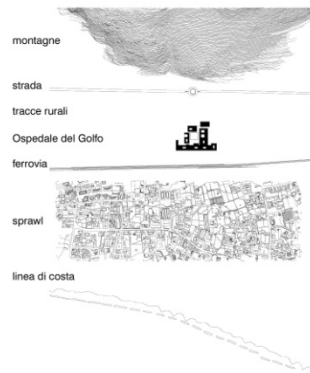 montagne
strada
tracce rurali
Ospedale del Golfo
ferrovia
sprawl
linea di costa